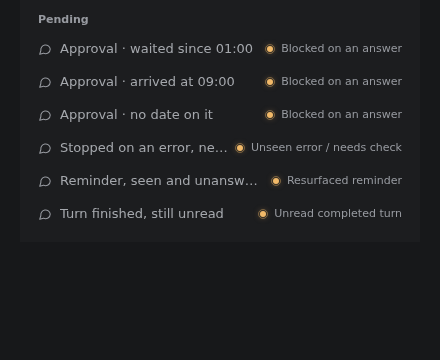 Pending
Approval · waited since 01:00 Blocked on an answer
Approval · arrived at 09:00 Blocked on an answer
Approval · no date on it Blocked on an answer
Stopped on an error, ne… Unseen error / needs check
Reminder, seen and unansw… Resurfaced reminder
Turn finished, still unread Unread completed turn